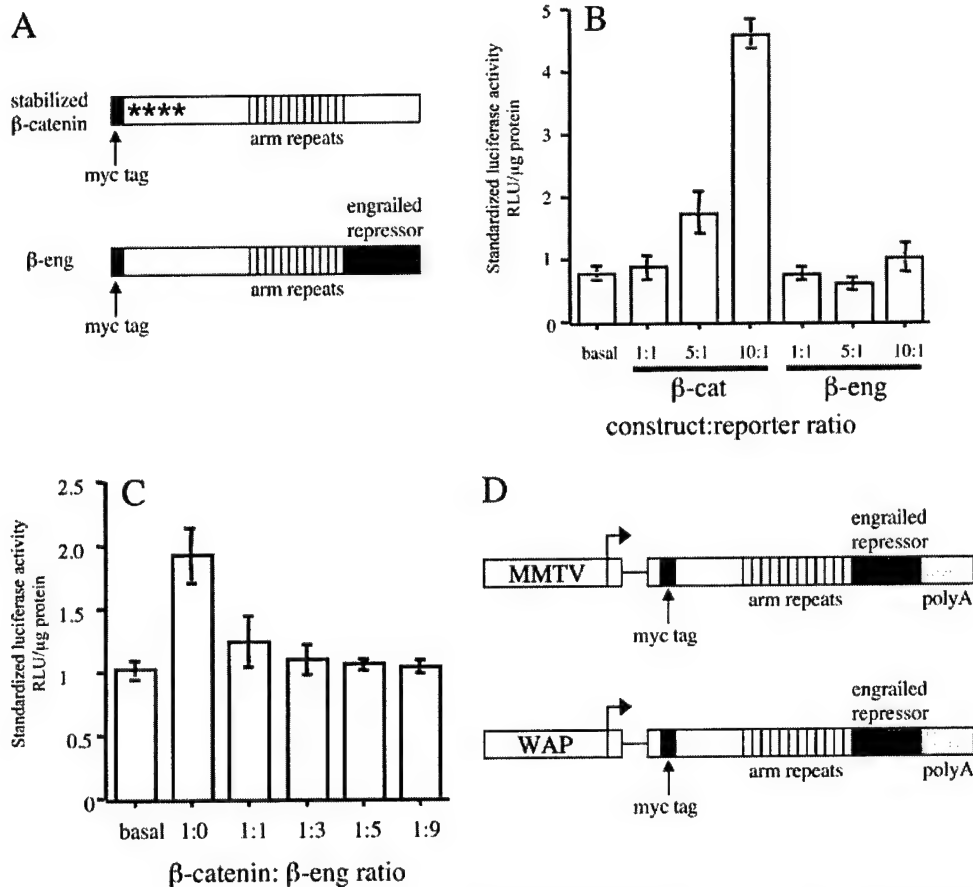 A
stabilized
β-catenin
****
arm repeats
myc tag
engrailed
repressor
β-eng
arm repeats
myc tag
B
Standardized luciferase activity
RLU/μg protein
5
4
3
2
1
0
basal
1:1
5:1
10:1
1:1
5:1
10:1
β-cat
β-eng
construct:reporter ratio
C
Standardized luciferase activity
RLU/μg protein
2.5
2.0
1.5
1
0.5
0
basal
1:0
1:1
1:3
1:5
1:9
β-catenin: β-eng ratio
D
engrailed
repressor
MMTV
arm repeats
polyA
myc tag
engrailed
repressor
WAP
arm repeats
polyA
myc tag